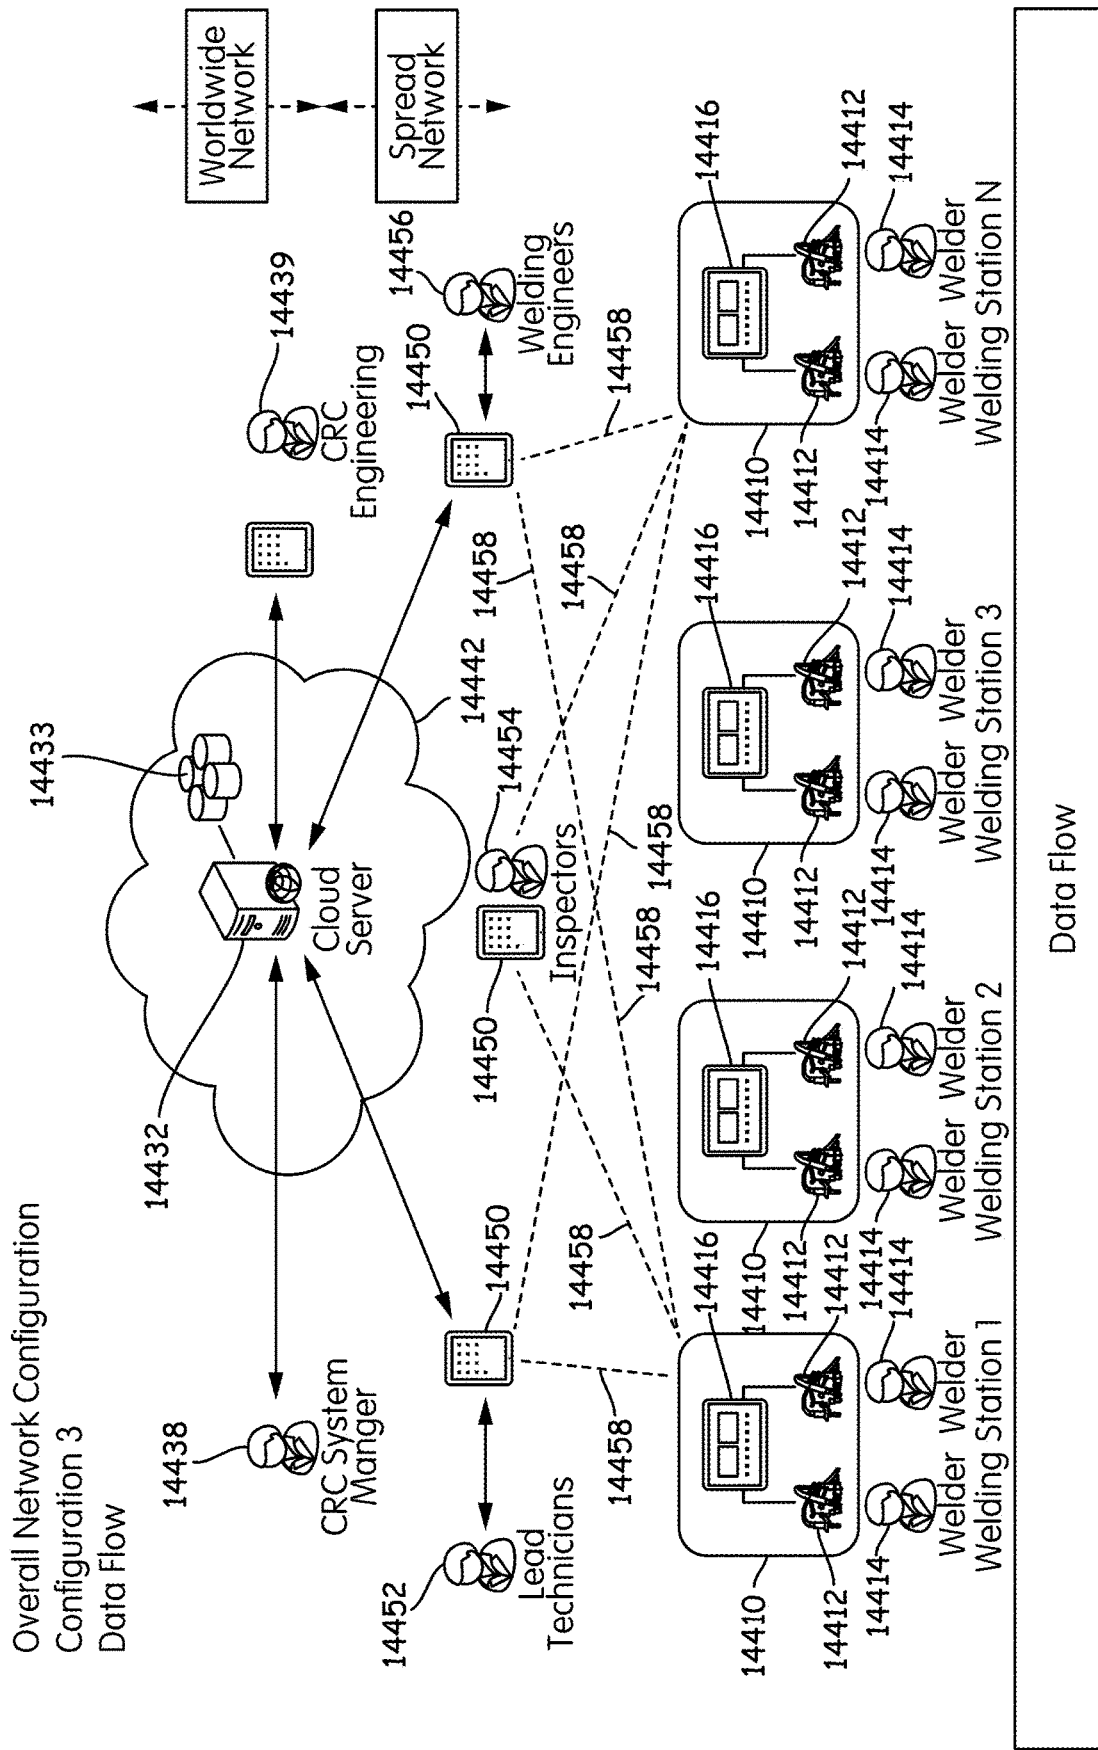 Overall Network Configuration
Configuration 3
Data Flow
Worldwide
Network
Spread
Network
14433
14439
CRC
Engineering
14438
CRC System
Manger
14432
Cloud
Server
14442
14452
Lead
Technicians
14450
14450
14454
Inspectors
14450
14456
Welding
Engineers
14458
14458
14458
14458
14458
14458
14458
14416
14410
14412
14412
14414
14414
Welder Welder
Welding Station 1
14416
14410
14412
14412
14414
14414
Welder Welder
Welding Station 2
14416
14410
14412
14412
14414
14414
Welder Welder
Welding Station 3
14416
14410
14412
14412
14414
14414
Welder Welder
Welding Station N
Data Flow